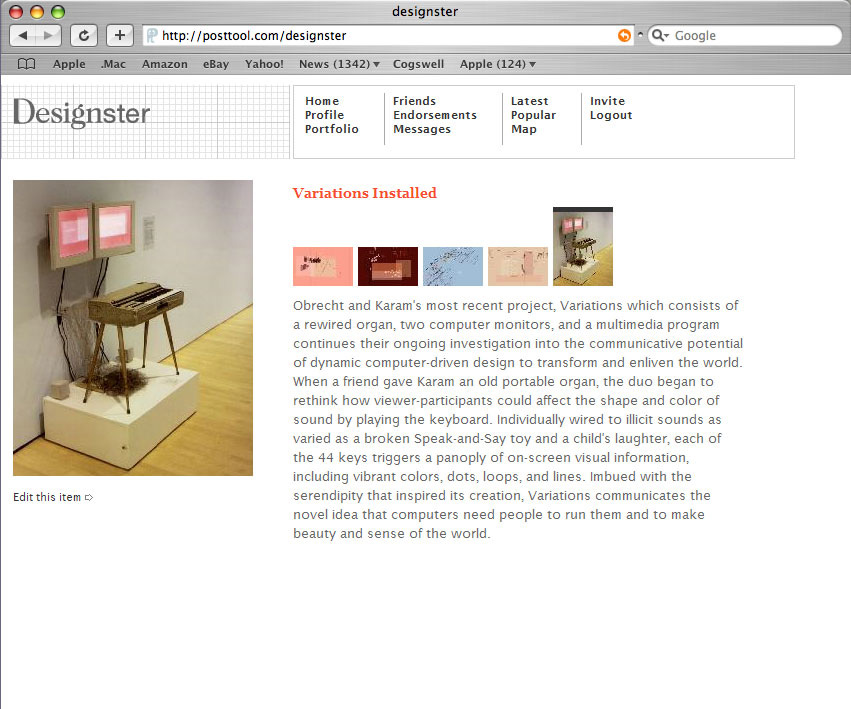 designster
http://posttool.com/designster
Google
Apple .Mac Amazon eBay Yahoo! News (1342) Cogswell Apple (124)
Designster
Home
Profile
Portfolio
Friends
Endorsements
Messages
Latest
Popular
Map
Invite
Logout
Variations Installed
Obrecht and Karam's most recent project, Variations which consists of
a rewired organ, two computer monitors, and a multimedia program
continues their ongoing investigation into the communicative potential
of dynamic computer-driven design to transform and enliven the world.
When a friend gave Karam an old portable organ, the duo began to
rethink how viewer-participants could affect the shape and color of
sound by playing the keyboard. Individually wired to illicit sounds as
varied as a broken Speak-and-Say toy and a child's laughter, each of
the 44 keys triggers a panoply of on-screen visual information,
including vibrant colors, dots, loops, and lines. Imbued with the
serendipity that inspired its creation, Variations communicates the
novel idea that computers need people to run them and to make
beauty and sense of the world.
Edit this item ⇨